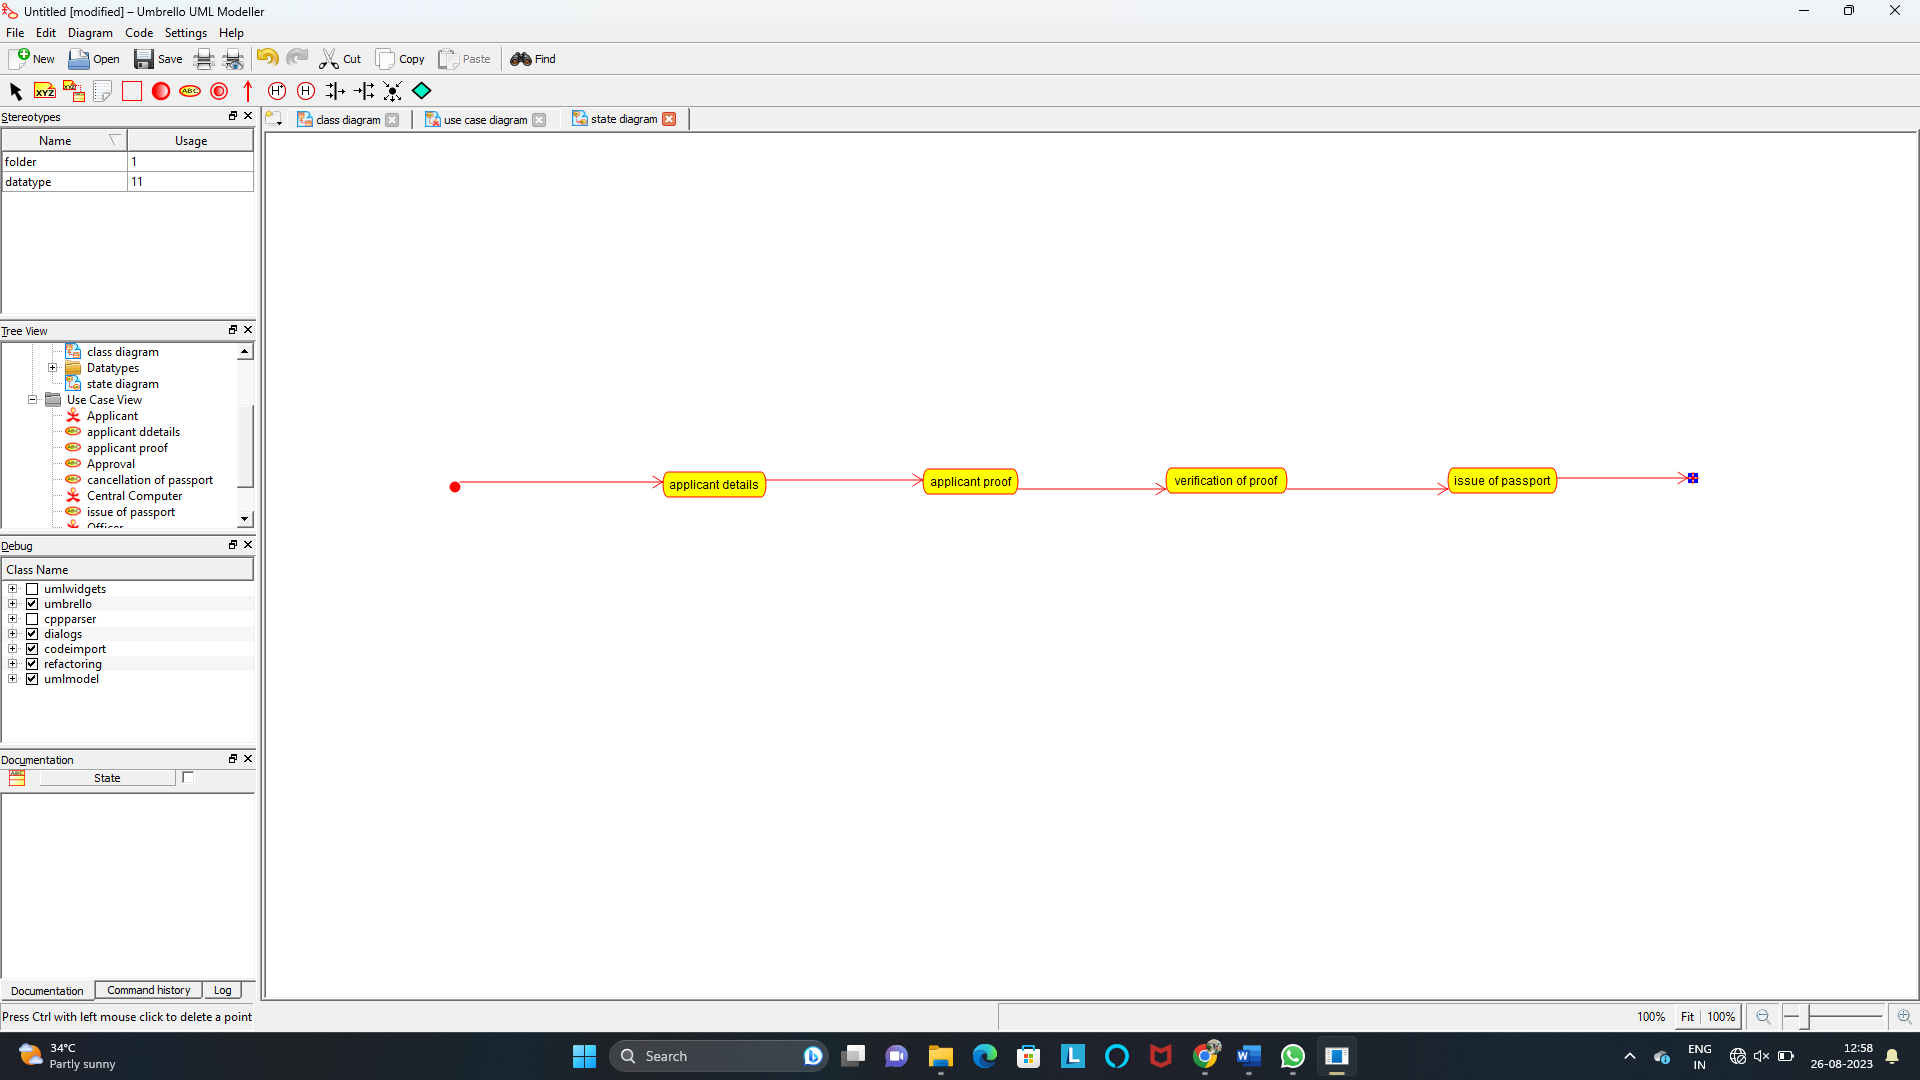 Untitled [modified] – Umbrello UML Modeller
File Edit Diagram Code Settings Help
New Open Save Cut Copy Paste Find
XYZ XYZ ABC H* H
Stereotypes
class diagram use case diagram state diagram
Name Usage
folder 1
datatype 11
Tree View
class diagram
Datatypes
state diagram
Use Case View
Applicant
applicant ddetails
applicant proof
Approval
cancellation of passport
Central Computer
issue of passport
Officer
applicant details applicant proof verification of proof issue of passport
Debug
Class Name
umlwidgets
umbrello
cppparser
dialogs
codeimport
refactoring
umlmodel
Documentation
State
Documentation Command history Log
Press Ctrl with left mouse click to delete a point
100% Fit 100%
34°C
Partly sunny
Search
ENG
IN
12:58
26-08-2023